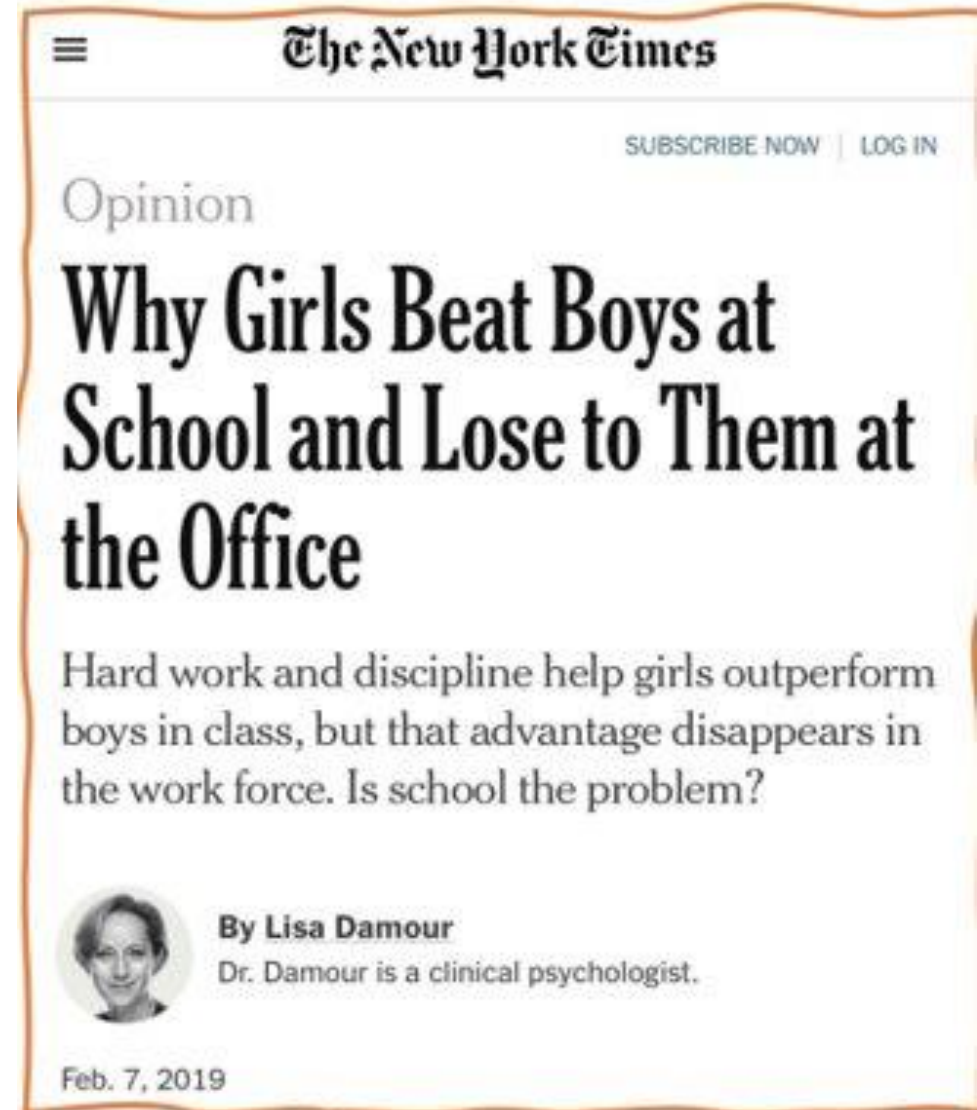 The New York Times
SUBSCRIBE NOW | LOG IN
Opinion
Why Girls Beat Boys at
School and Lose to Them at
the Office
Hard work and discipline help girls outperform
boys in class, but that advantage disappears in
the work force. Is school the problem?
By Lisa Damour
Dr. Damour is a clinical psychologist.
Feb. 7, 2019